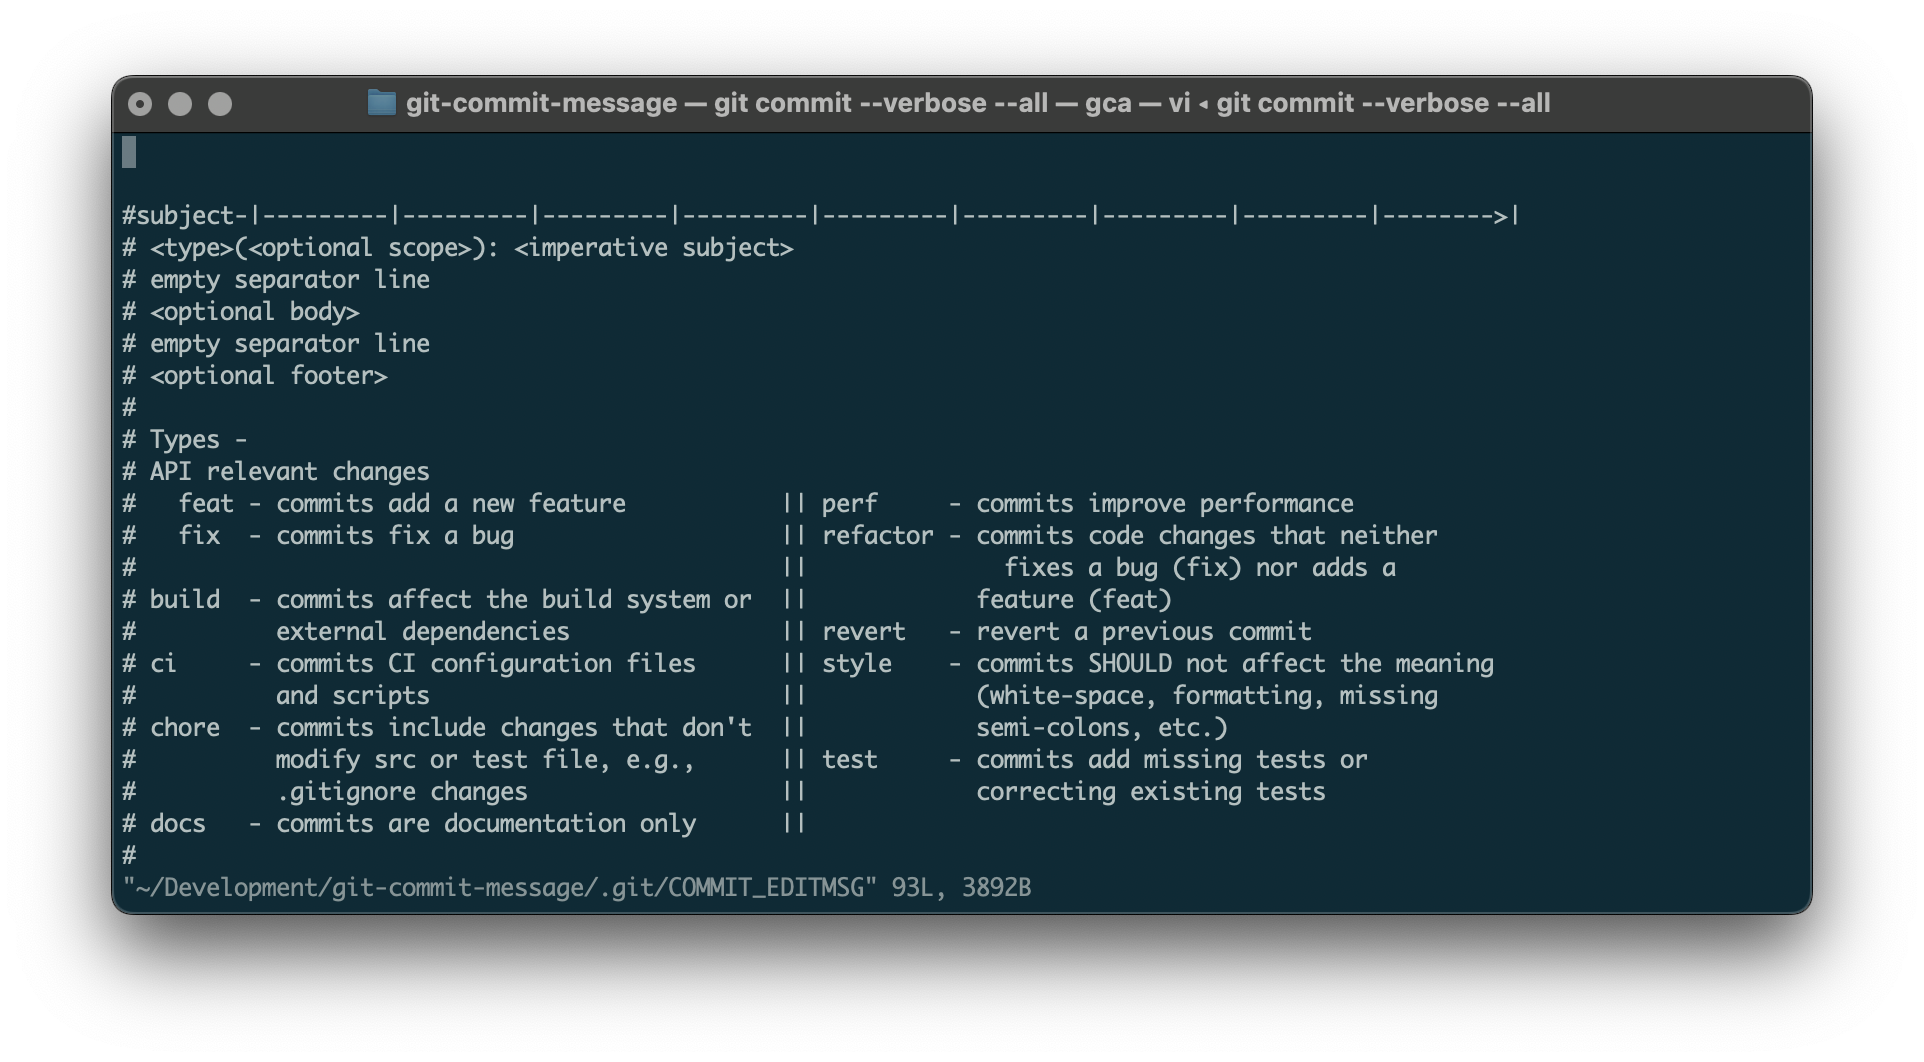 git-commit-message — git commit --verbose --all — gca — vi ◂ git commit --verbose --all
#subject-|---------|---------|---------|---------|---------|---------|---------|---------|-------->|
# <type>(<optional scope>): <imperative subject>
# empty separator line
# <optional body>
# empty separator line
# <optional footer>
#
# Types -
# API relevant changes
#   feat - commits add a new feature           || perf     - commits improve performance
#   fix  - commits fix a bug                   || refactor - commits code changes that neither
#                                              ||              fixes a bug (fix) nor adds a
# build  - commits affect the build system or  ||            feature (feat)
#          external dependencies               || revert   - revert a previous commit
# ci     - commits CI configuration files      || style    - commits SHOULD not affect the meaning
#          and scripts                         ||            (white-space, formatting, missing
# chore  - commits include changes that don't  ||            semi-colons, etc.)
#          modify src or test file, e.g.,      || test     - commits add missing tests or
#          .gitignore changes                  ||            correcting existing tests
# docs   - commits are documentation only      ||
#
"~/Development/git-commit-message/.git/COMMIT_EDITMSG" 93L, 3892B